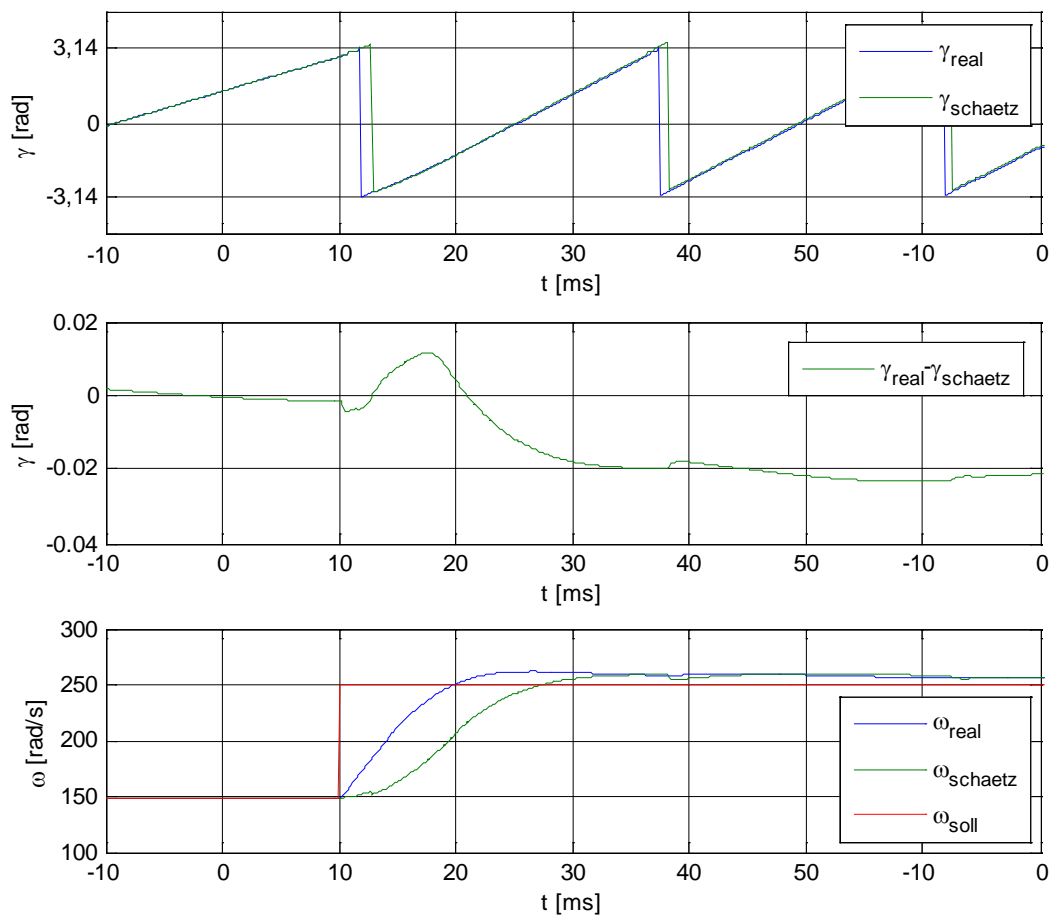 3,14
0
-3,14
γ [rad]
γreal
γschaetz
-10 0 10 20 30 40 50 -10 0
t [ms]
0.02
0
-0.02
-0.04
γ [rad]
γreal-γschaetz
-10 0 10 20 30 40 50 -10 0
t [ms]
300
250
200
150
100
ω [rad/s]
ωreal
ωschaetz
ωsoll
-10 0 10 20 30 40 50 -10 0
t [ms]